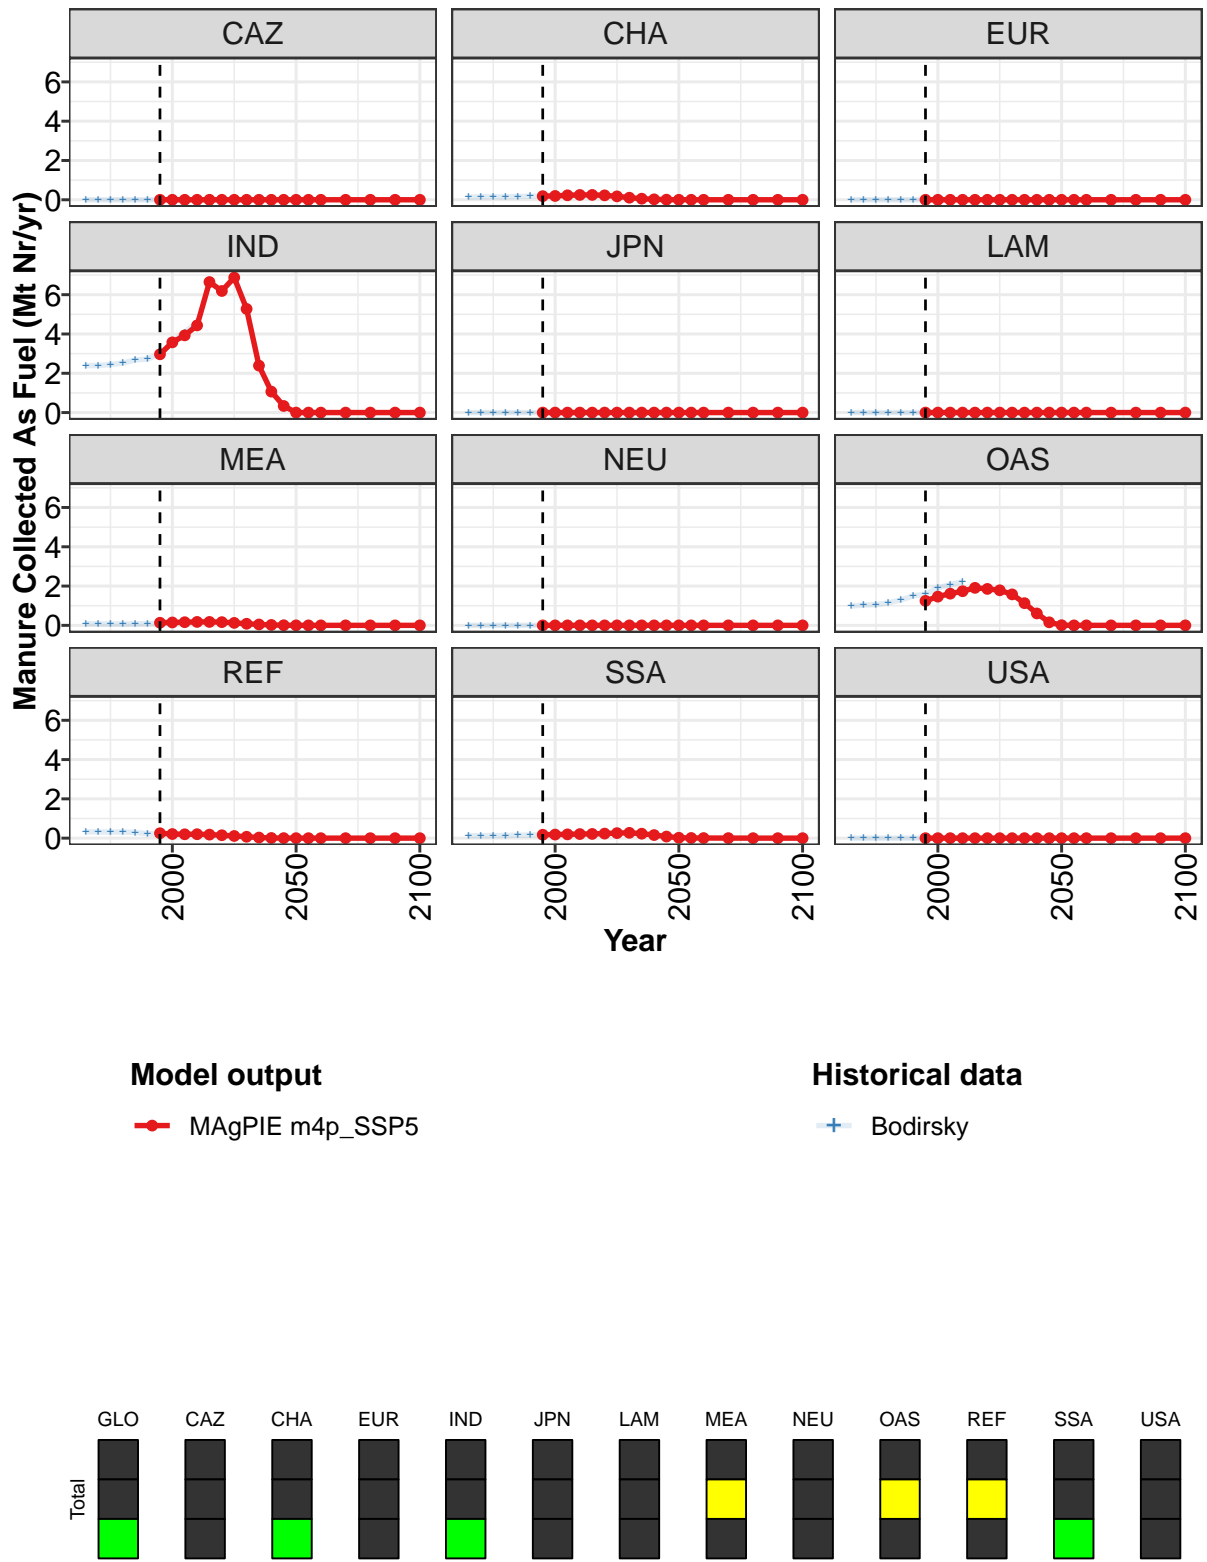 CAZ CHA EUR
6
4
2
0
IND JPN LAM
6
4
2
0
MEA NEU OAS
6
4
2
0
REF SSA USA
6
4
2
0
Manure Collected As Fuel (Mt Nr/yr)
2000 2050 2100 2000 2050 2100 2000 2050 2100
Year
Model output Historical data
MAgPIE m4p_SSP5 Bodirsky
GLO CAZ CHA EUR IND JPN LAM MEA NEU OAS REF SSA USA
Total